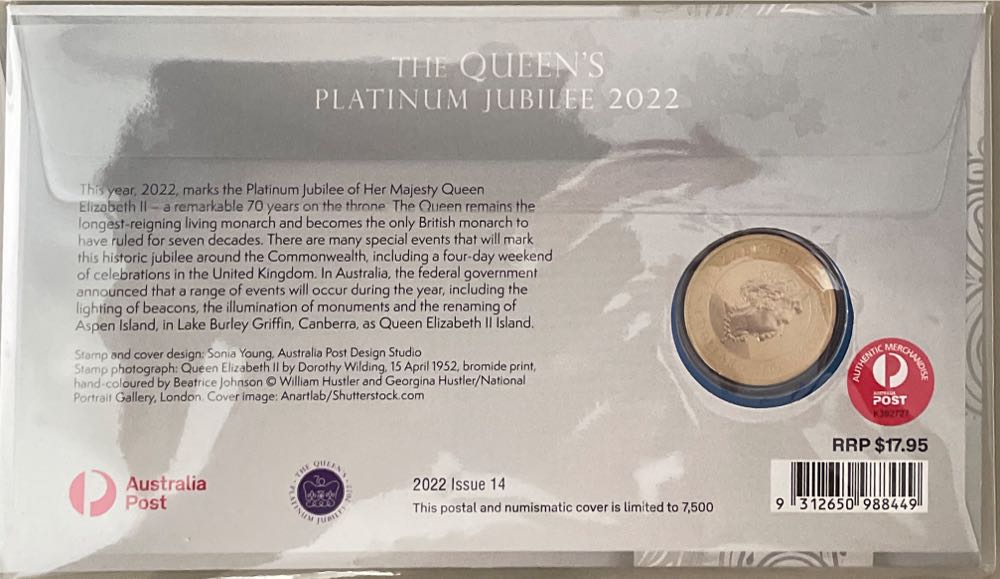 THE QUEEN'S
PLATINUM JUBILEE 2022
This year, 2022, marks the Platinum Jubilee of Her Majesty Queen
Elizabeth II – a remarkable 70 years on the throne. The Queen remains the
longest-reigning living monarch and becomes the only British monarch to
have ruled for seven decades. There are many special events that will mark
this historic jubilee around the Commonwealth, including a four-day weekend
of celebrations in the United Kingdom. In Australia, the federal government
announced that a range of events will occur during the year, including the
lighting of beacons, the illumination of monuments and the renaming of
Aspen Island, in Lake Burley Griffin, Canberra, as Queen Elizabeth II Island.
Stamp and cover design: Sonia Young, Australia Post Design Studio
Stamp photograph: Queen Elizabeth II by Dorothy Wilding, 15 April 1952, bromide print,
hand-coloured by Beatrice Johnson © William Hustler and Georgina Hustler/National
Portrait Gallery, London. Cover image: Anartlab/Shutterstock.com
AUTHENTIC MERCHANDISE
AUSTRALIA
POST
K382727
RRP $17.95
Australia
Post
THE QUEEN'S
70
PLATINUM JUBILEE
2022 Issue 14
This postal and numismatic cover is limited to 7,500
9 312650 988449